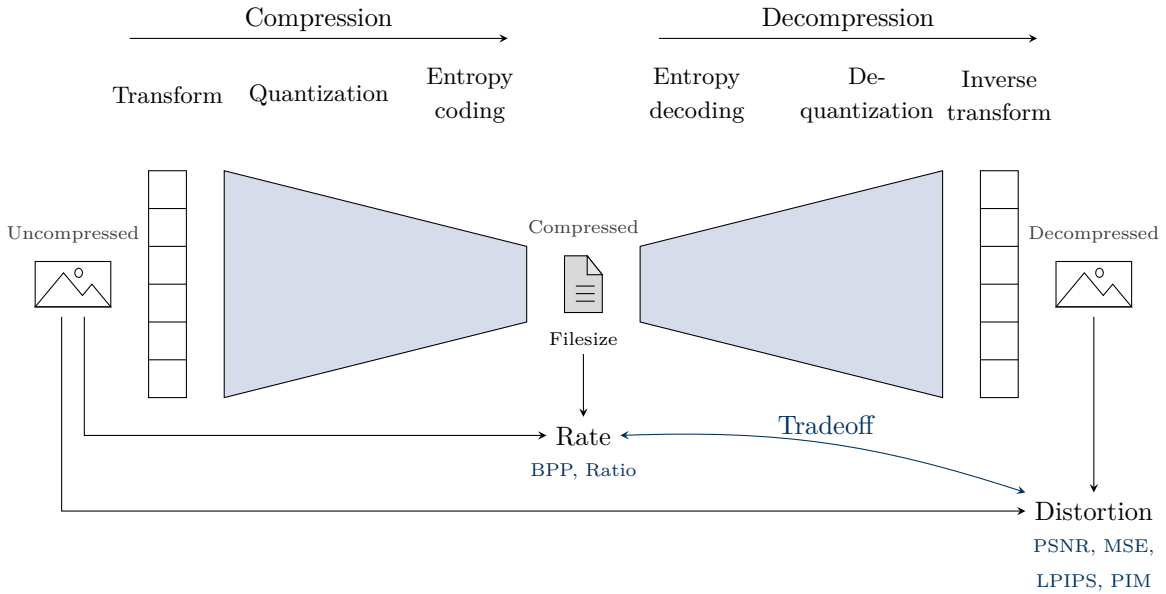 Compression
Decompression
Transform
Quantization
Entropy
coding
Entropy
decoding
De-
quantization
Inverse
transform
Uncompressed
Compressed
Decompressed
Filesize
Tradeoff
Rate
BPP, Ratio
Distortion
PSNR, MSE,
LPIPS, PIM